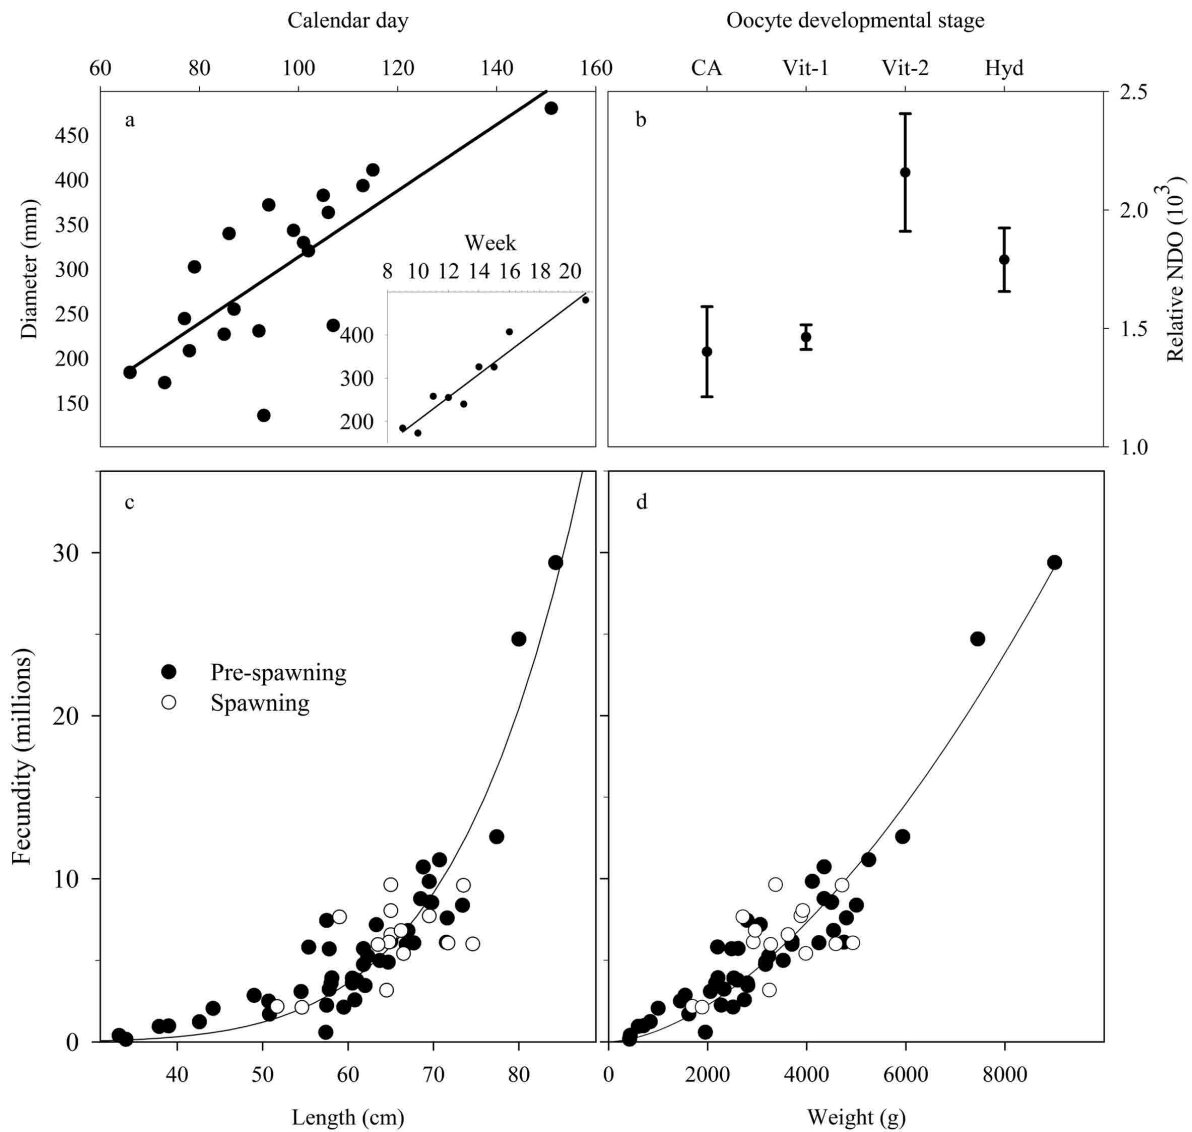 Calendar day
Oocyte developmental stage
60 80 100 120 140 160
CA Vit-1 Vit-2 Hyd
a
b
450
400
350
300
250
200
150
Diameter (mm)
Week
8 10 12 14 16 18 20
400
300
200
2.5
2.0
1.5
1.0
Relative NDO (10³)
c
d
30
20
10
0
Fecundity (millions)
Pre-spawning
Spawning
40 50 60 70 80
0 2000 4000 6000 8000
Length (cm)
Weight (g)